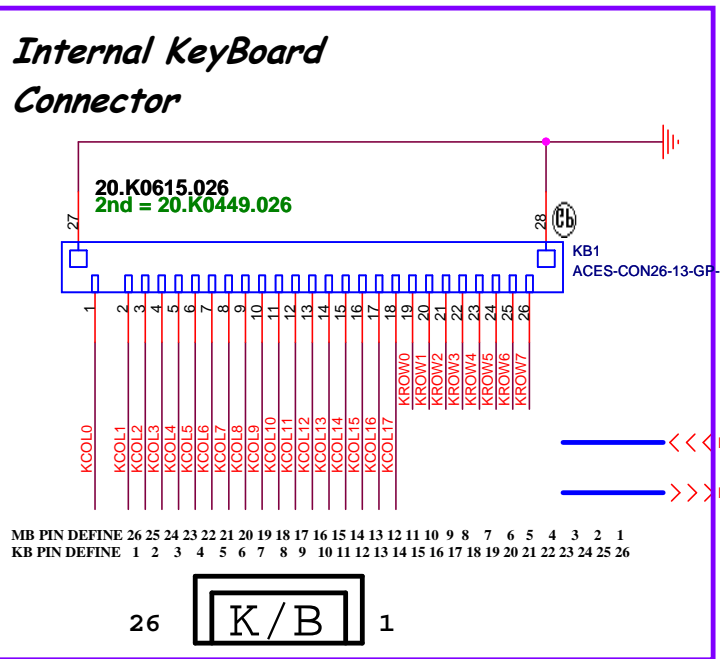 Internal KeyBoard
Connector
20.K0615.026
2nd = 20.K0449.026
27
28
KB1
ACES-CON26-13-GP-
1 2 3 4 5 6 7 8 9 10 11 12 13 14 15 16 17 18 19 20 21 22 23 24 25 26
KROW0 KROW1 KROW2 KROW3 KROW4 KROW5 KROW6 KROW7
KCOL0 KCOL1 KCOL2 KCOL3 KCOL4 KCOL5 KCOL6 KCOL7 KCOL8 KCOL9 KCOL10 KCOL11 KCOL12 KCOL13 KCOL14 KCOL15 KCOL16 KCOL17
MB PIN DEFINE 26 25 24 23 22 21 20 19 18 17 16 15 14 13 12 11 10 9 8 7 6 5 4 3 2 1
KB PIN DEFINE 1 2 3 4 5 6 7 8 9 10 11 12 13 14 15 16 17 18 19 20 21 22 23 24 25 26
26 K/B 1